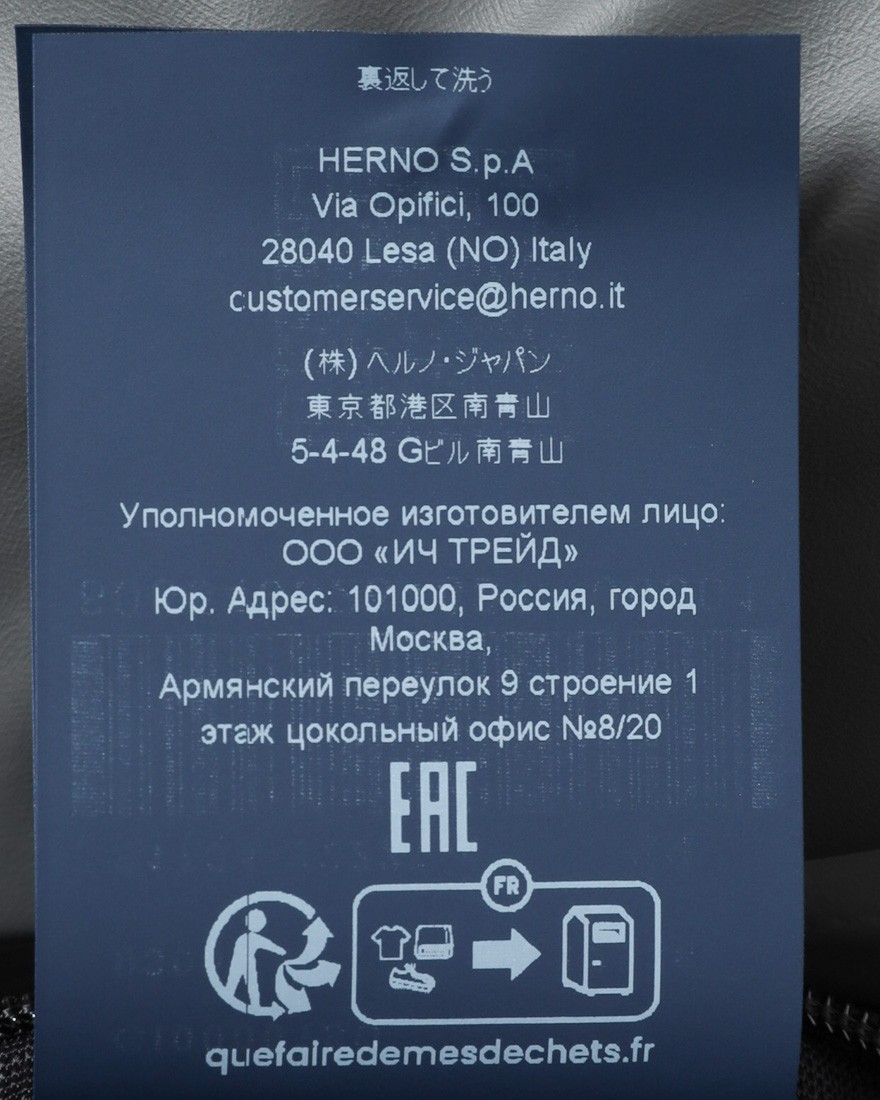 裏返して洗う
HERNO S.p.A
Via Opifici, 100
28040 Lesa (NO) Italy
customerservice@herno.it
(株) ヘルノ・ジャパン
東京都港区南青山
5-4-48 Gビル南青山
Уполномоченное изготовителем лицо:
ООО «ИЧ ТРЕЙД»
Юр. Адрес: 101000, Россия, город
Москва,
Армянский переулок 9 строение 1
этаж цокольный офис №8/20
EAC
FR
quefairedemesdechets.fr